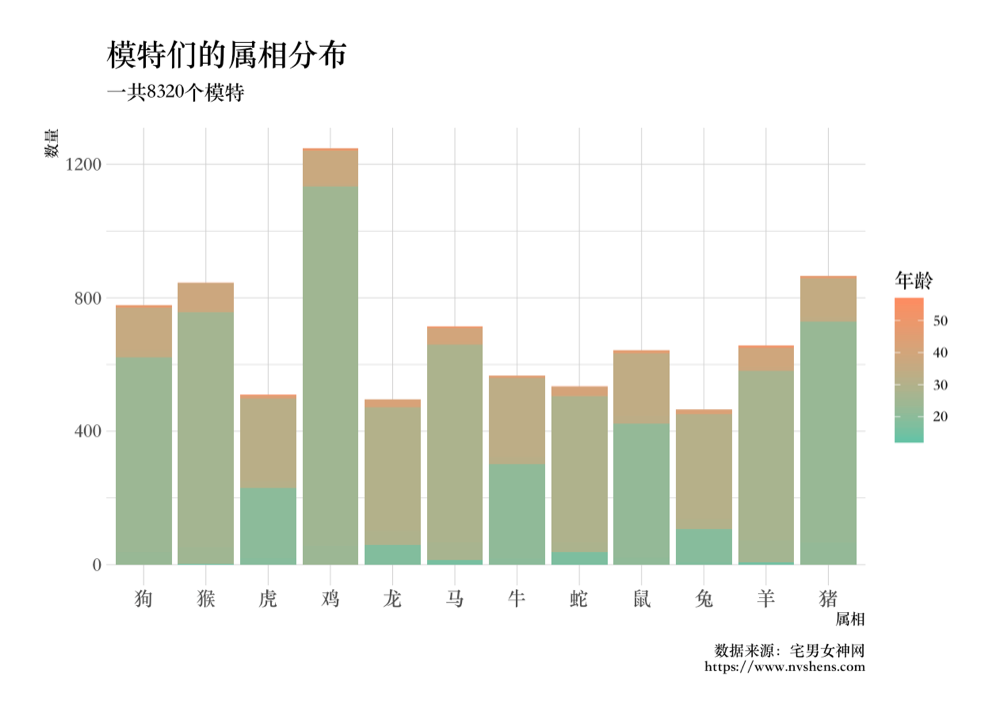 模特们的属相分布
一共8320个模特
数量
1200
800
400
0
狗 猴 虎 鸡 龙 马 牛 蛇 鼠 兔 羊 猪
属相
年龄
50
40
30
20
数据来源：宅男女神网
https://www.nvshens.com